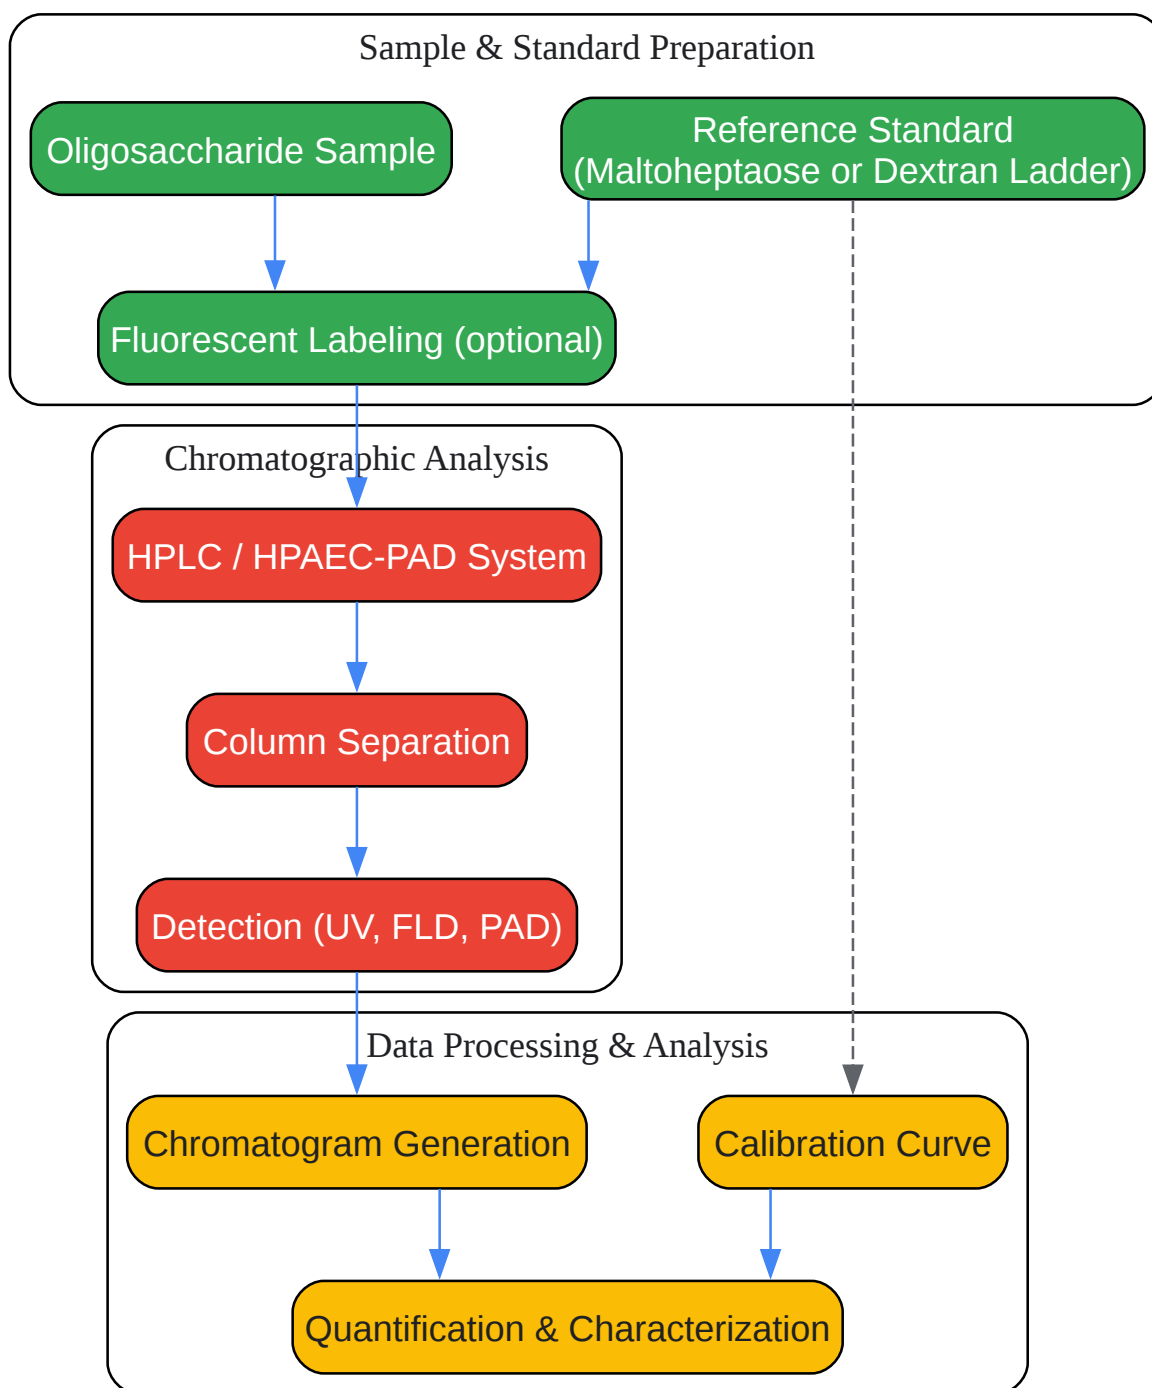 Sample & Standard Preparation
Oligosaccharide Sample
Reference Standard
(Maltoheptaose or Dextran Ladder)
Fluorescent Labeling (optional)
Chromatographic Analysis
HPLC / HPAEC-PAD System
Column Separation
Detection (UV, FLD, PAD)
Data Processing & Analysis
Chromatogram Generation
Calibration Curve
Quantification & Characterization